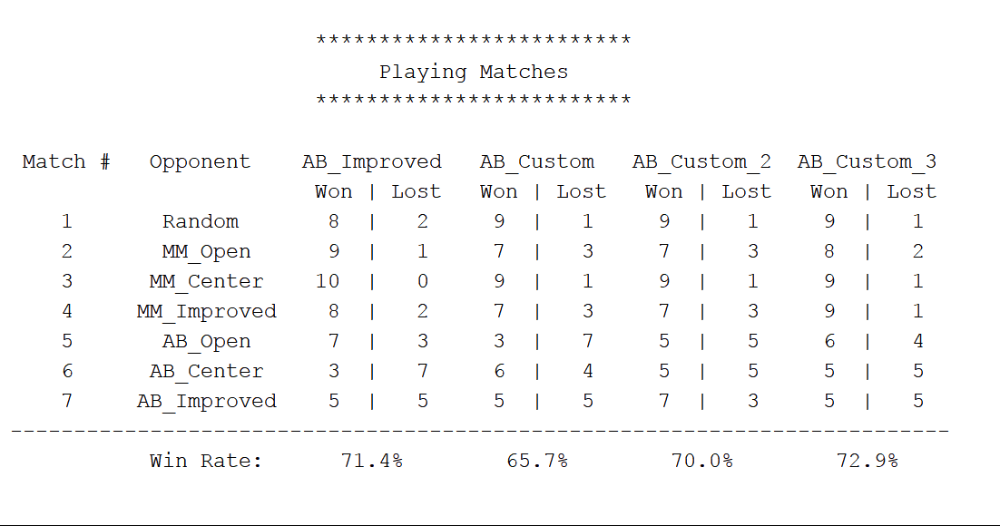 *************************
Playing Matches
*************************
Match # Opponent AB_Improved AB_Custom AB_Custom_2 AB_Custom_3
Won | Lost Won | Lost Won | Lost Won | Lost
1 Random 8 | 2 9 | 1 9 | 1 9 | 1
2 MM_Open 9 | 1 7 | 3 7 | 3 8 | 2
3 MM_Center 10 | 0 9 | 1 9 | 1 9 | 1
4 MM_Improved 8 | 2 7 | 3 7 | 3 9 | 1
5 AB_Open 7 | 3 3 | 7 5 | 5 6 | 4
6 AB_Center 3 | 7 6 | 4 5 | 5 5 | 5
7 AB_Improved 5 | 5 5 | 5 7 | 3 5 | 5
--------------------------------------------------------------------------
Win Rate: 71.4% 65.7% 70.0% 72.9%